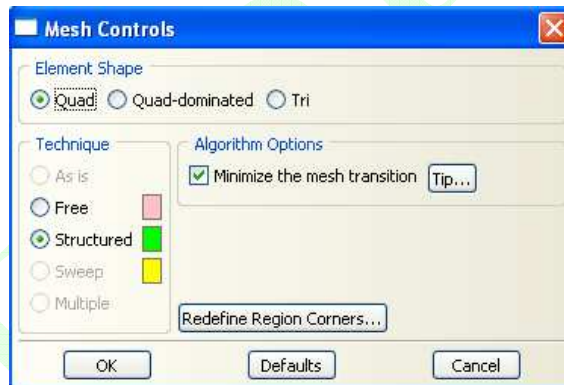 Mesh Controls
Element Shape
Quad Quad-dominated Tri
Technique
As is
Free
Structured
Sweep
Multiple
Algorithm Options
Minimize the mesh transition Tip...
Redefine Region Corners...
OK Defaults Cancel